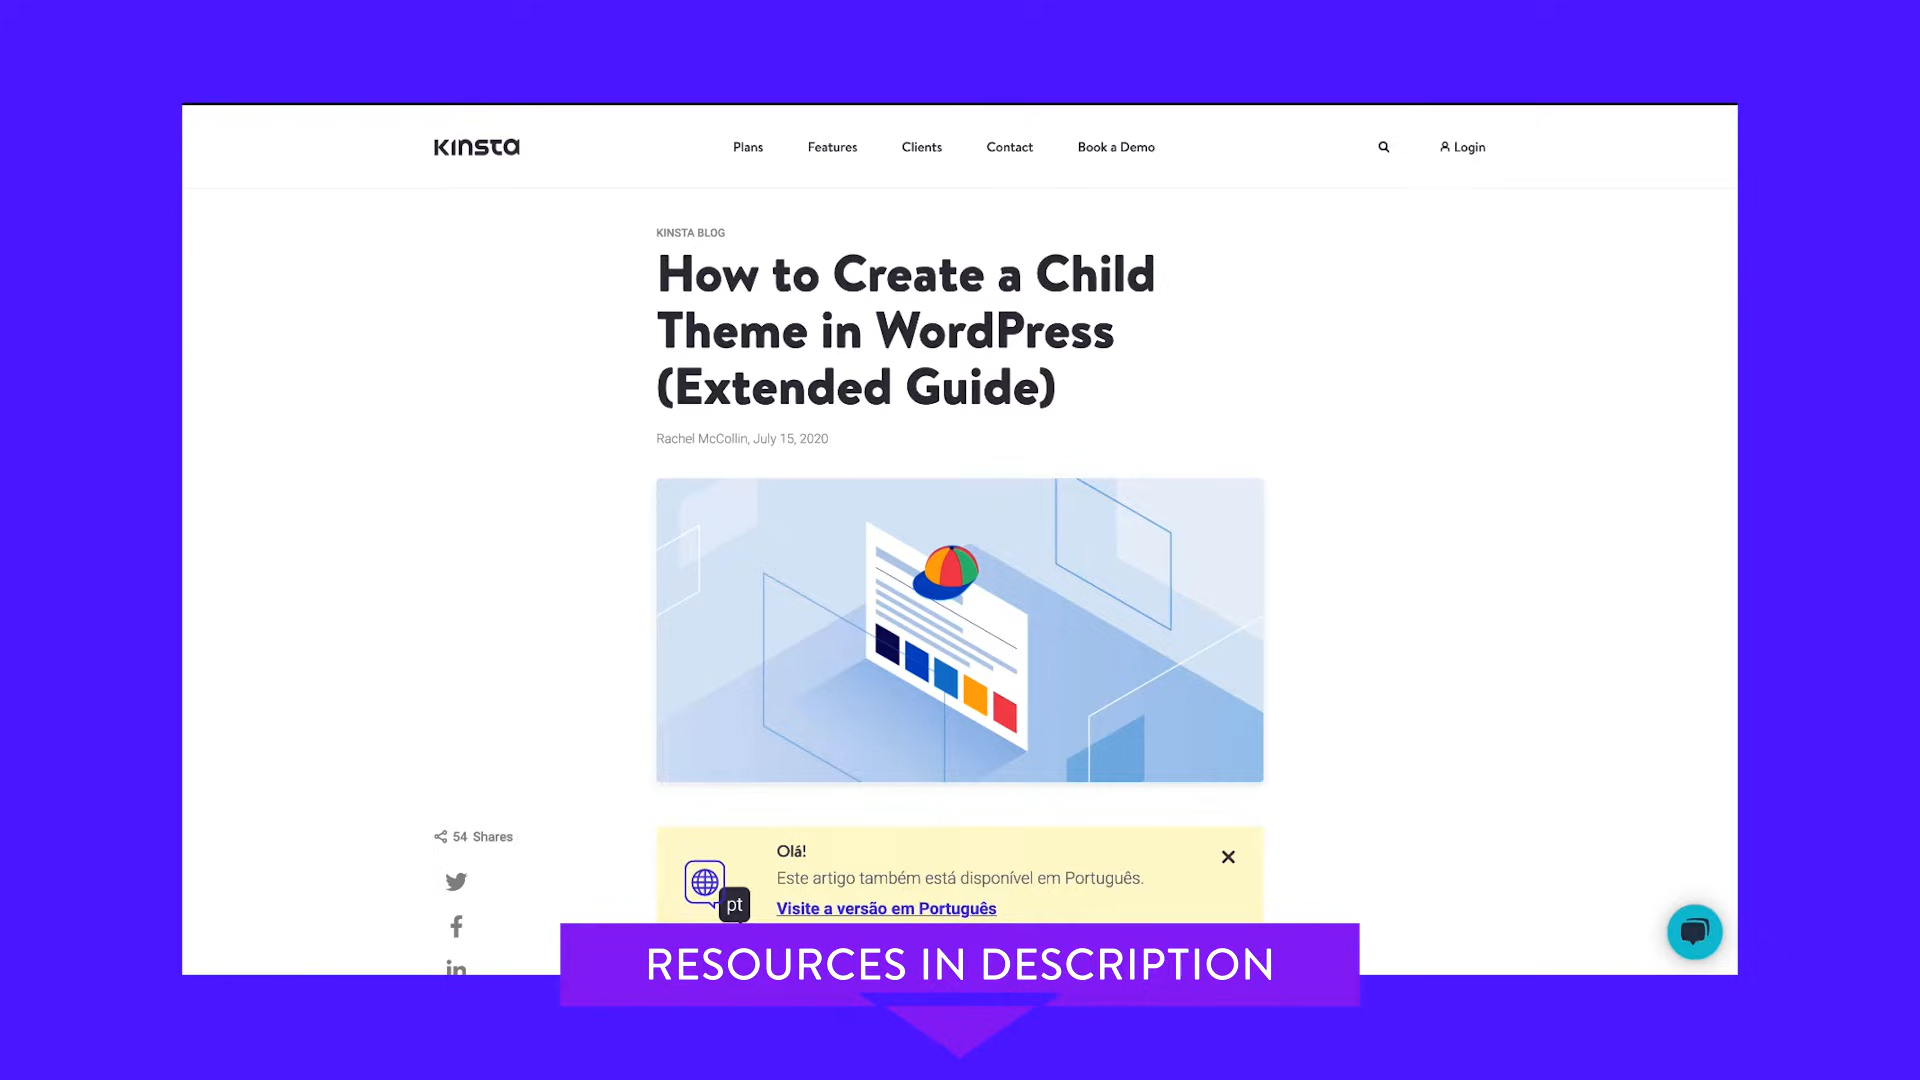 KINSTA
Plans
Features
Clients
Contact
Book a Demo
Login
KINSTA BLOG
How to Create a Child
Theme in WordPress
(Extended Guide)
Rachel McCollin, July 15, 2020
54 Shares
Olá!
Este artigo também está disponível em Português.
pt
Visite a versão em Português
in
RESOURCES IN DESCRIPTION